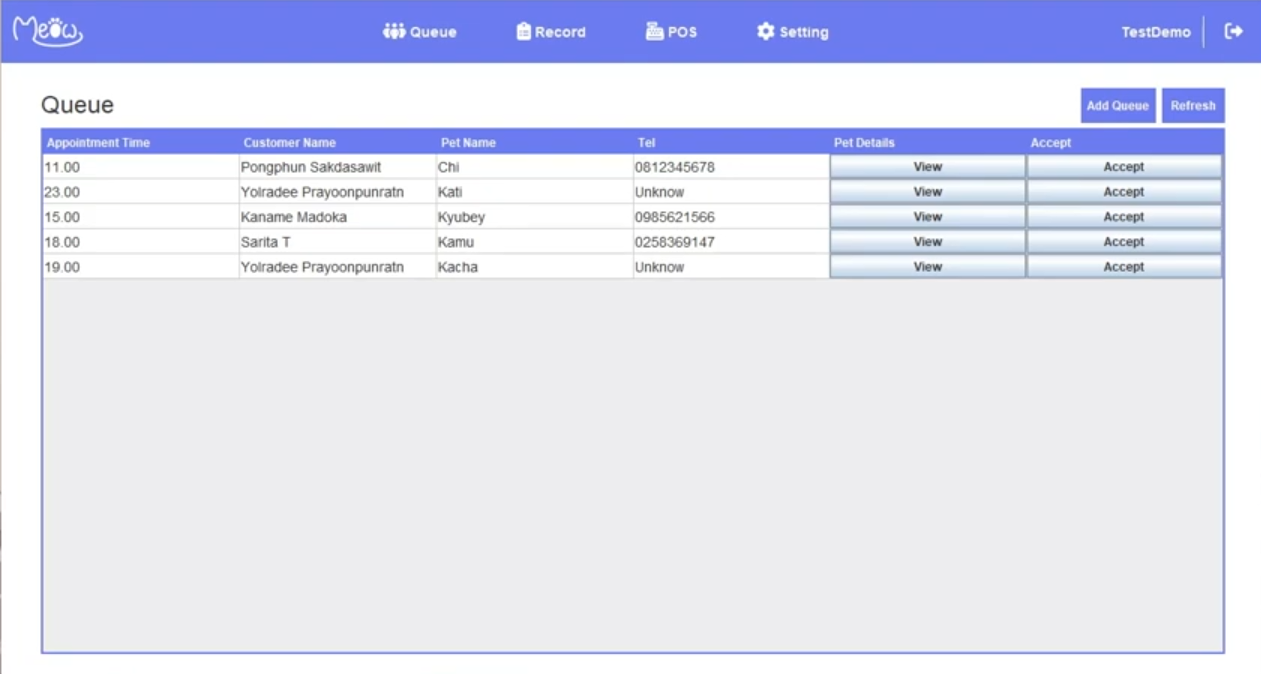 Meow Queue Record POS Setting TestDemo
Queue Add Queue Refresh
Appointment Time Customer Name Pet Name Tel Pet Details Accept
11.00 Pongphun Sakdasawit Chi 0812345678 View Accept
23.00 Yolradee Prayoonpunratn Kati Unknow View Accept
15.00 Kaname Madoka Kyubey 0985621566 View Accept
18.00 Sarita T Kamu 0258369147 View Accept
19.00 Yolradee Prayoonpunratn Kacha Unknow View Accept